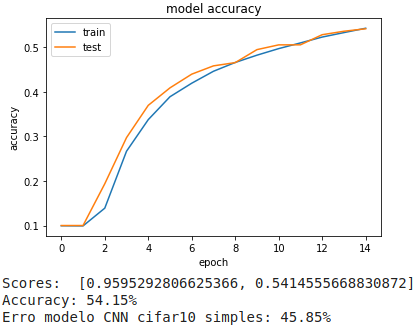 model accuracy
train
test
0.5
0.4
0.3
0.2
0.1
accuracy
0 2 4 6 8 10 12 14
epoch
Scores:  [0.9595292806625366, 0.5414555668830872]
Accuracy: 54.15%
Erro modelo CNN cifar10 simples: 45.85%